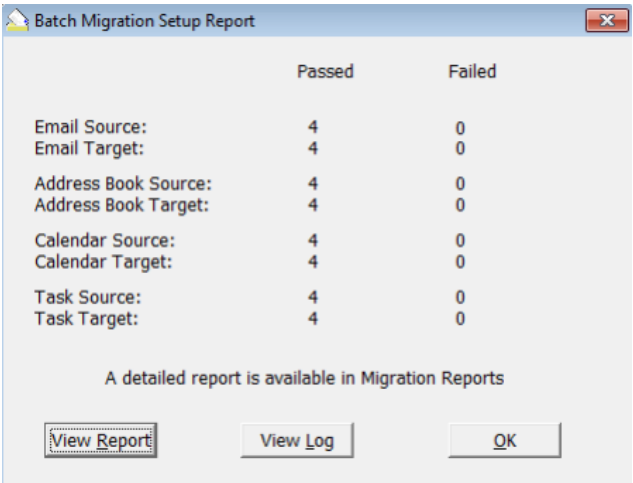 Batch Migration Setup Report
Passed Failed
Email Source: 4 0
Email Target: 4 0
Address Book Source: 4 0
Address Book Target: 4 0
Calendar Source: 4 0
Calendar Target: 4 0
Task Source: 4 0
Task Target: 4 0
A detailed report is available in Migration Reports
View Report View Log OK